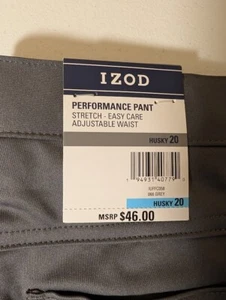 IZOD
PERFORMANCE PANT
STRETCH - EASY CARE
ADJUSTABLE WAIST
HUSKY 20
HUSKY 20
MSRP $46.00